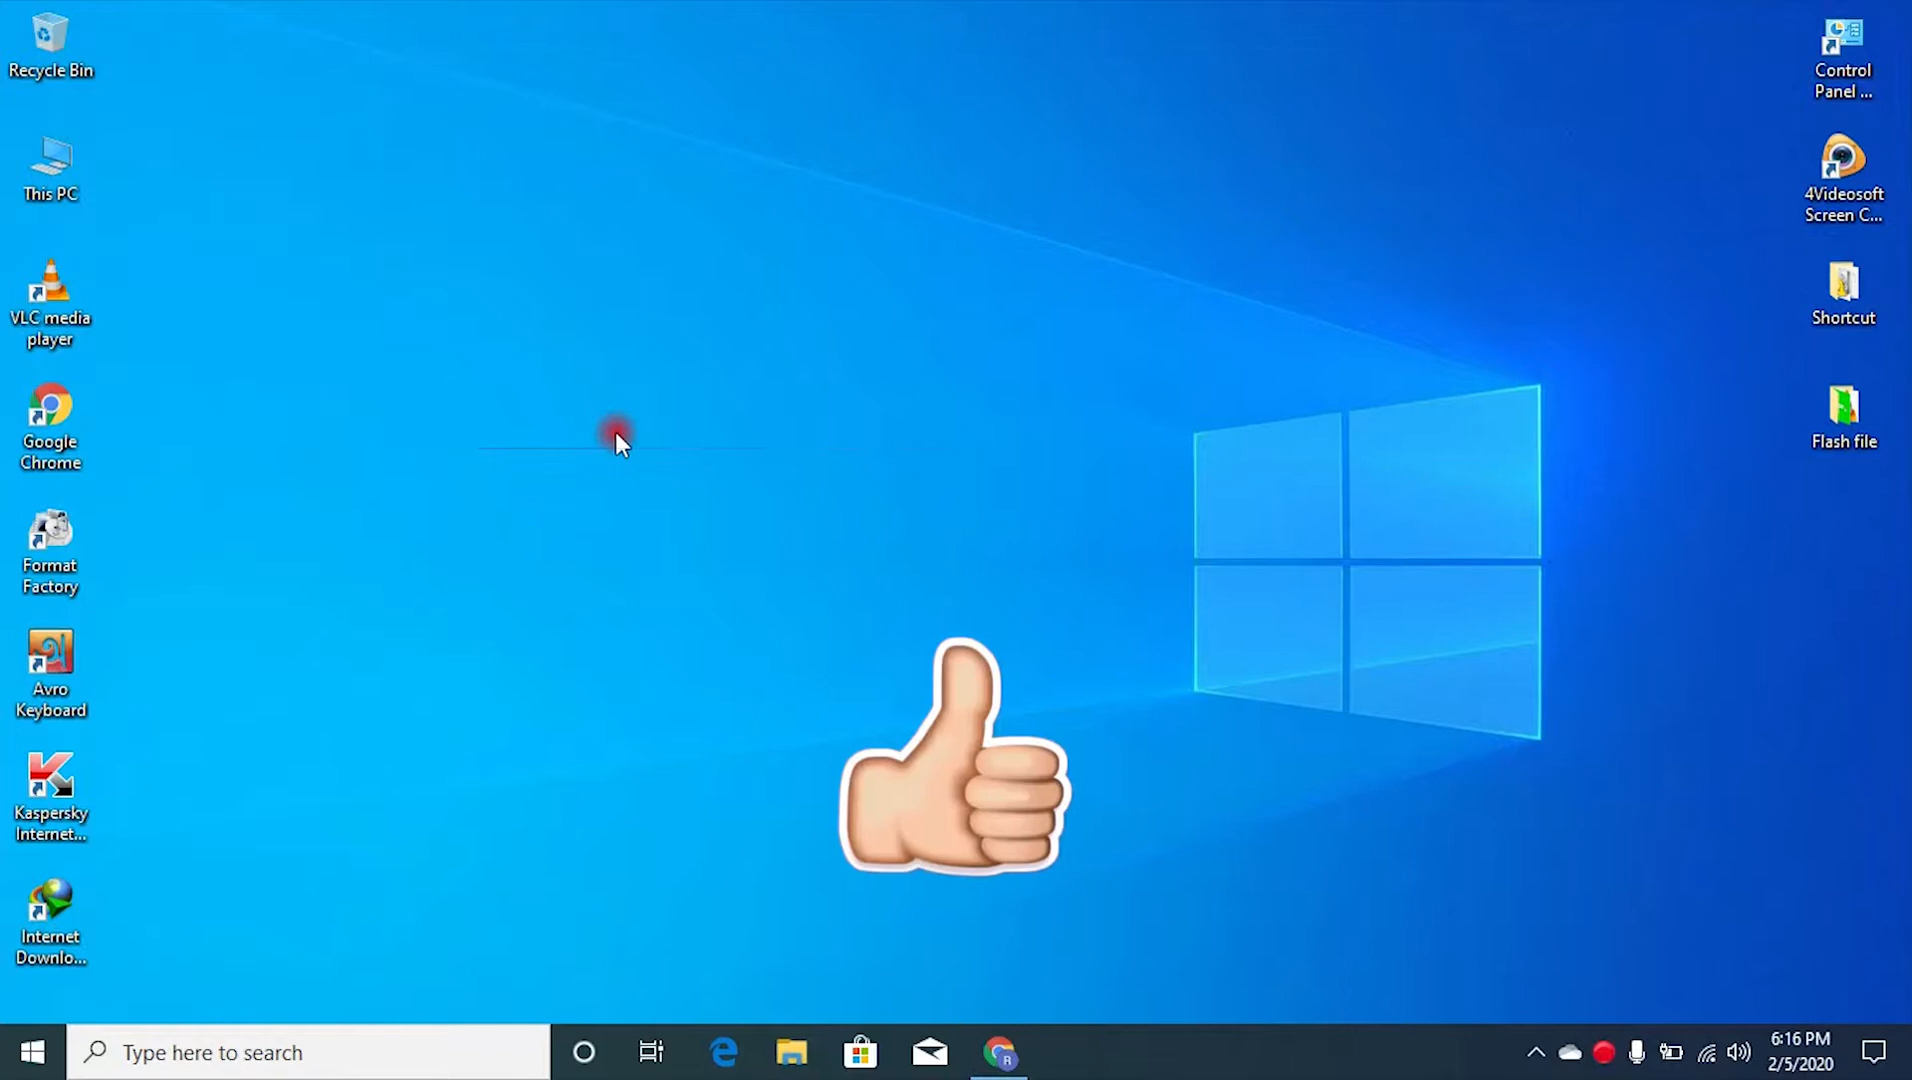 Recycle Bin
This PC
VLC media
player
Google
Chrome
Format
Factory
Avro
Keyboard
Kaspersky
Internet...
Internet
Downlo...
Control
Panel ...
4Videosoft
Screen C...
Shortcut
Flash file
Type here to search
R
6:16 PM
2/5/2020